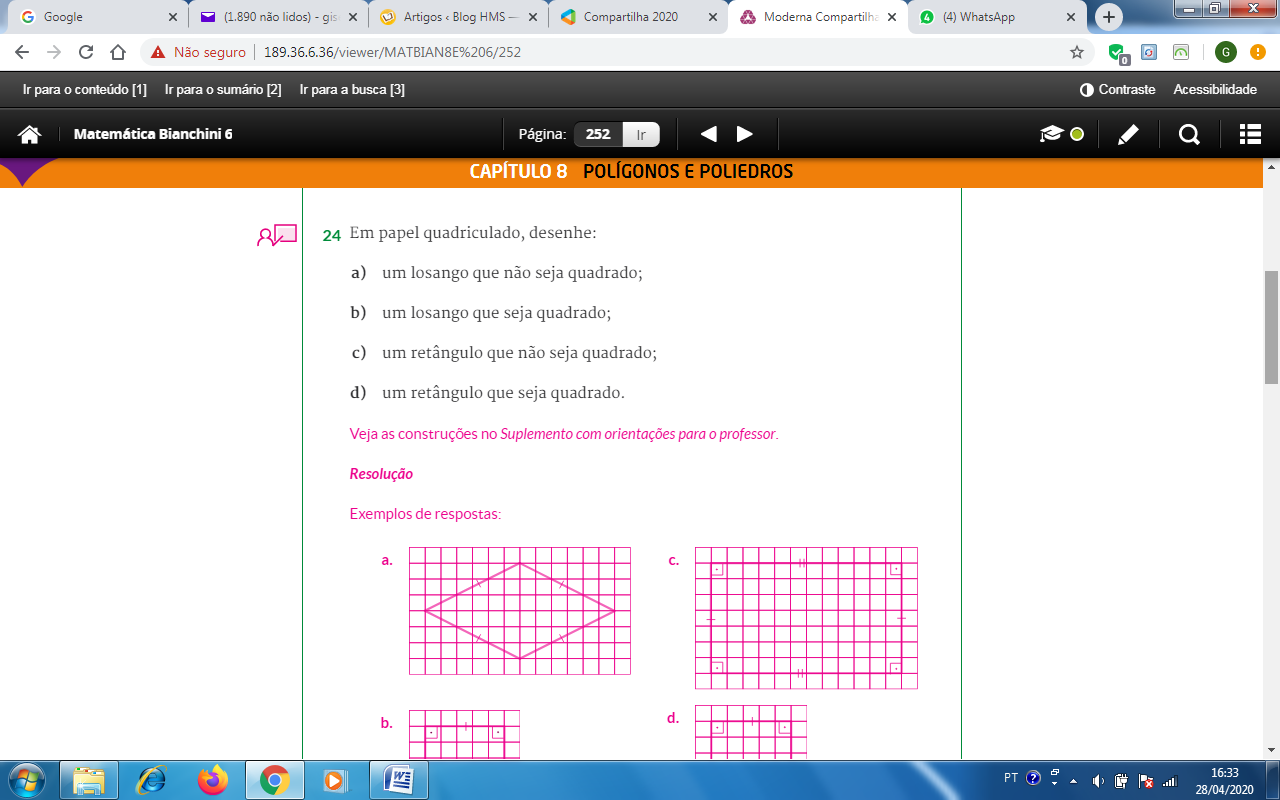 Google
(1.890 não lidos) - gis
Artigos ‹ Blog HMS —
Compartilha 2020
Moderna Compartilha
(4) WhatsApp
Não seguro
189.36.6.36/viewer/MATBIAN8E%206/252
0
G
Ir para o conteúdo [1]
Ir para o sumário [2]
Ir para a busca [3]
Contraste
Acessibilidade
Matemática Bianchini 6
Página: 252 Ir
CAPÍTULO 8 POLÍGONOS E POLIEDROS
24 Em papel quadriculado, desenhe:
a) um losango que não seja quadrado;
b) um losango que seja quadrado;
c) um retângulo que não seja quadrado;
d) um retângulo que seja quadrado.
Veja as construções no Suplemento com orientações para o professor.
Resolução
Exemplos de respostas:
a.
c.
b.
d.
PT
16:33
28/04/2020